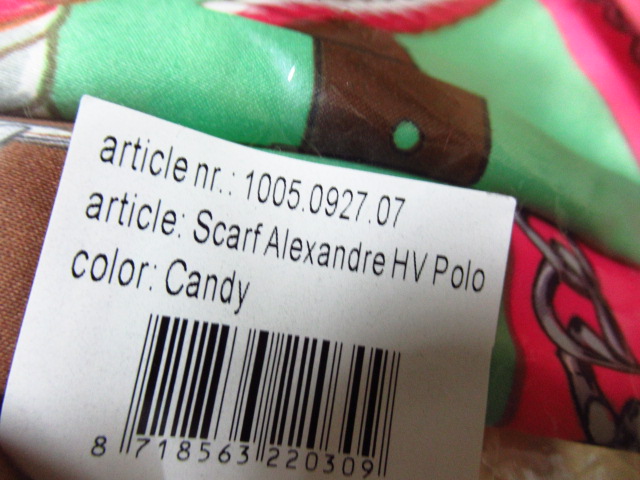 article nr.: 1005.0927.07
article: Scarf Alexandre HV Polo
color: Candy
8 718563 220309